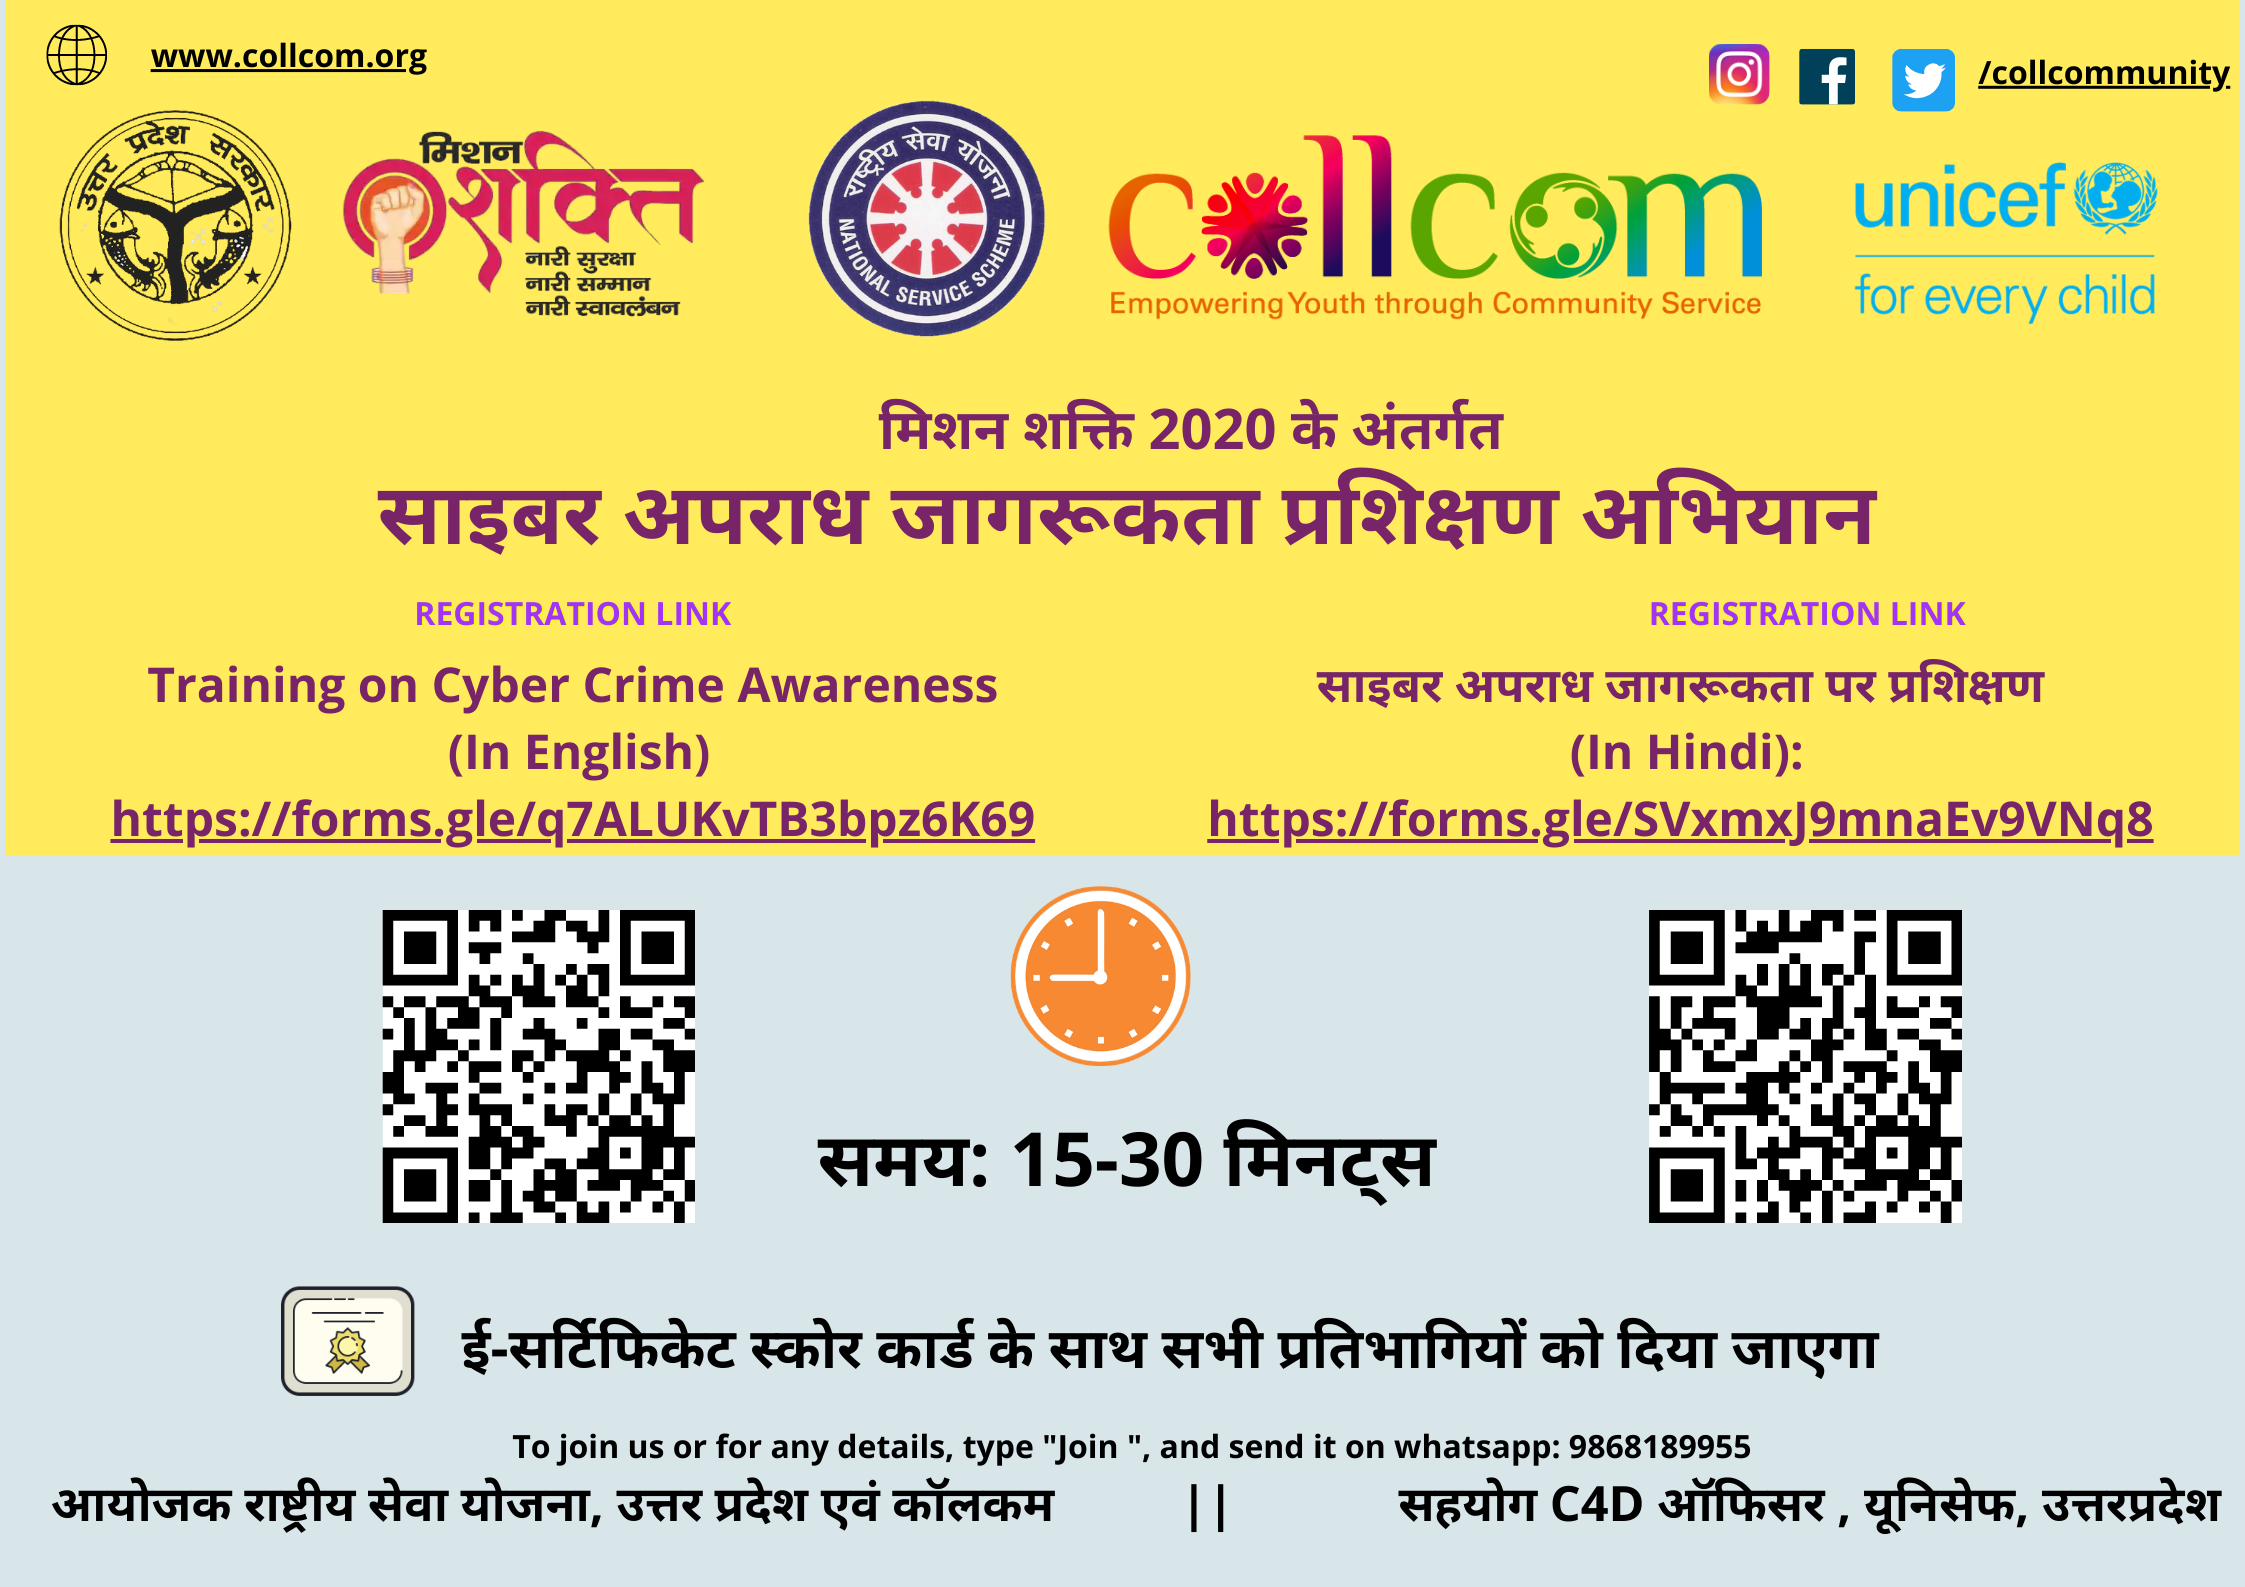 www.collcom.org
/collcommunity
उत्तर प्रदेश सरकार
मिशन
शक्ति
नारी सुरक्षा
नारी सम्मान
नारी स्वावलंबन
राष्ट्रीय सेवा योजना
NATIONAL SERVICE SCHEME
collcom
Empowering Youth through Community Service
unicef
for every child
मिशन शक्ति 2020 के अंतर्गत
साइबर अपराध जागरूकता प्रशिक्षण अभियान
REGISTRATION LINK
Training on Cyber Crime Awareness
(In English)
https://forms.gle/q7ALUKvTB3bpz6K69
REGISTRATION LINK
साइबर अपराध जागरूकता पर प्रशिक्षण
(In Hindi):
https://forms.gle/SVxmxJ9mnaEv9VNq8
समय: 15-30 मिनट्स
ई-सर्टिफिकेट स्कोर कार्ड के साथ सभी प्रतिभागियों को दिया जाएगा
To join us or for any details, type "Join ", and send it on whatsapp: 9868189955
आयोजक राष्ट्रीय सेवा योजना, उत्तर प्रदेश एवं कॉलकम || सहयोग C4D ऑफिसर , यूनिसेफ, उत्तरप्रदेश